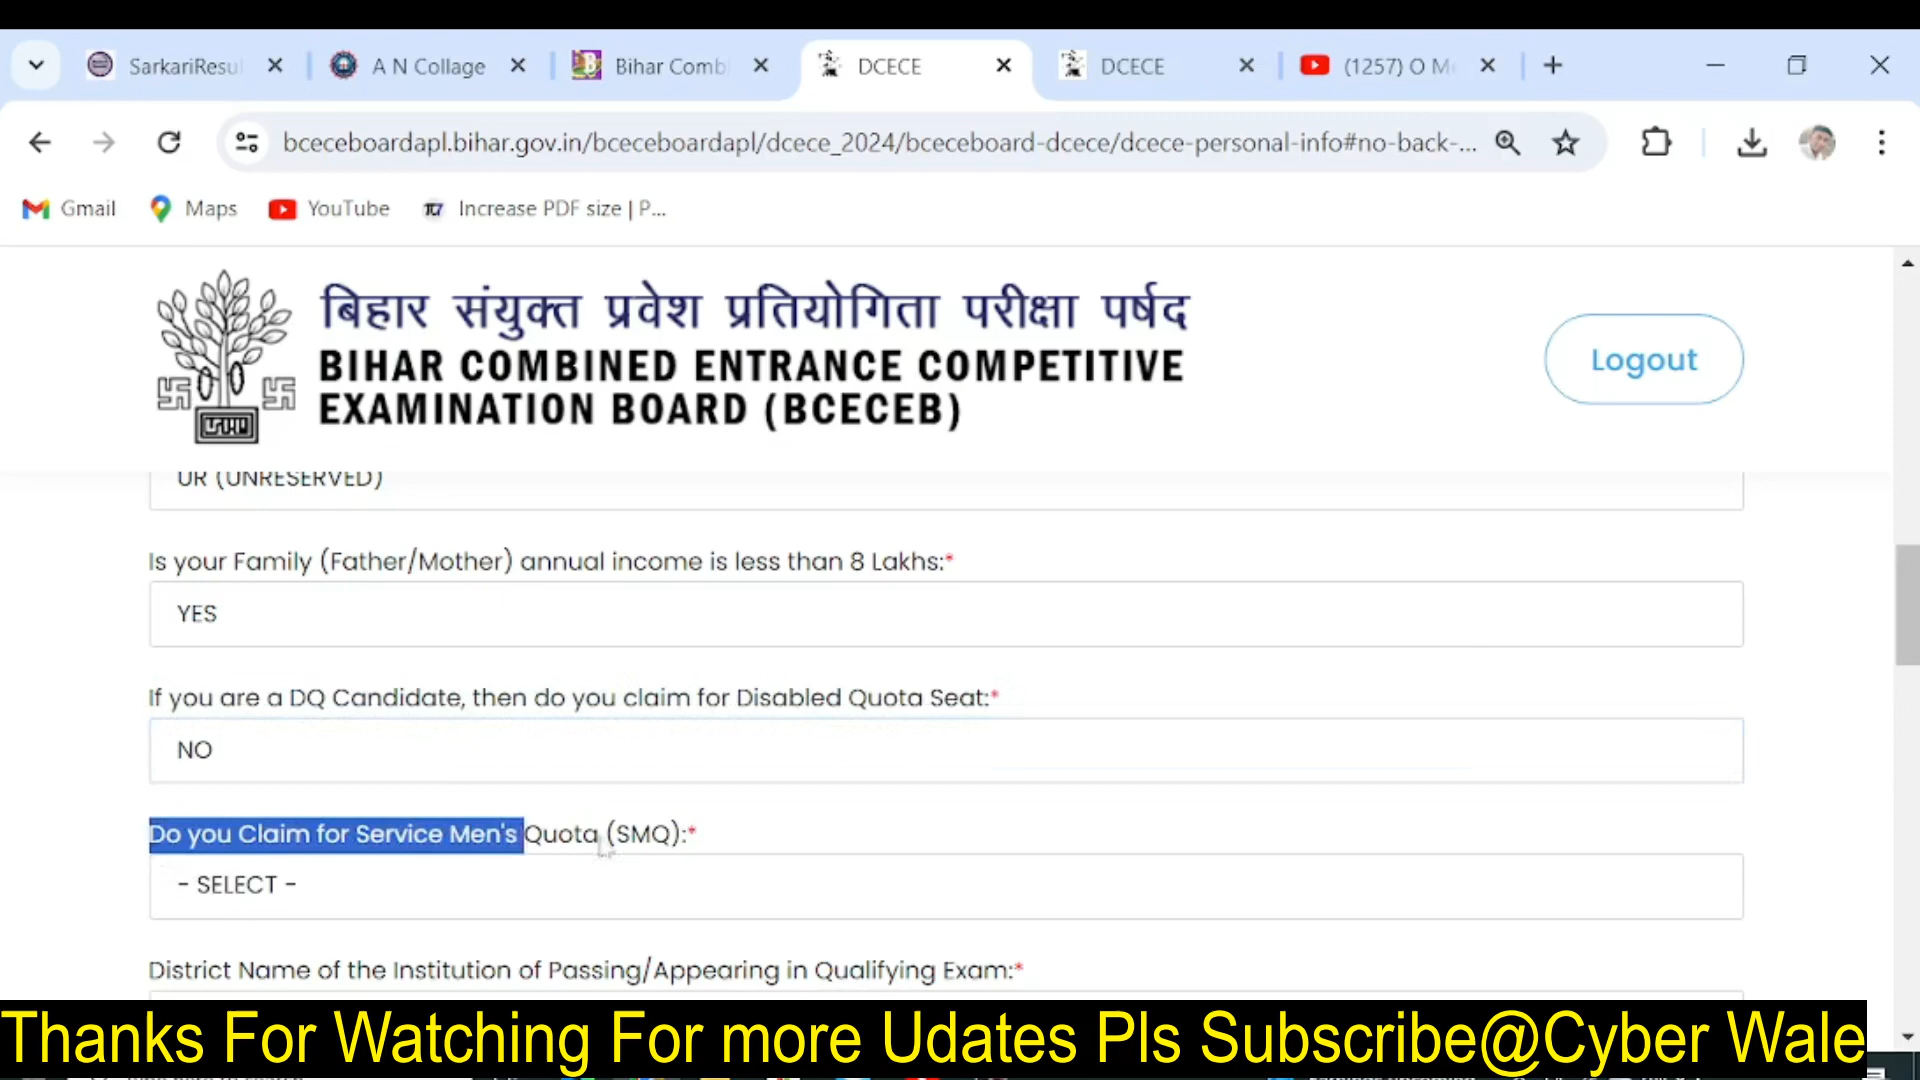 SarkariResul
A N Collage
Bihar Comb
DCECE
DCECE
(1257) O M
bceceboardapl.bihar.gov.in/bceceboardapl/dcece_2024/bceceboard-dcece/dcece-personal-info#no-back-...
Gmail
Maps
YouTube
Increase PDF size | P...
बिहार संयुक्त प्रवेश प्रतियोगिता परीक्षा पर्षद
BIHAR COMBINED ENTRANCE COMPETITIVE
EXAMINATION BOARD (BCECEB)
Logout
UR (UNRESERVED)
Is your Family (Father/Mother) annual income is less than 8 Lakhs:*
YES
If you are a DQ Candidate, then do you claim for Disabled Quota Seat:*
NO
Do you Claim for Service Men's Quota (SMQ):*
- SELECT -
District Name of the Institution of Passing/Appearing in Qualifying Exam:*
Thanks For Watching For more Udates Pls Subscribe@Cyber Wale